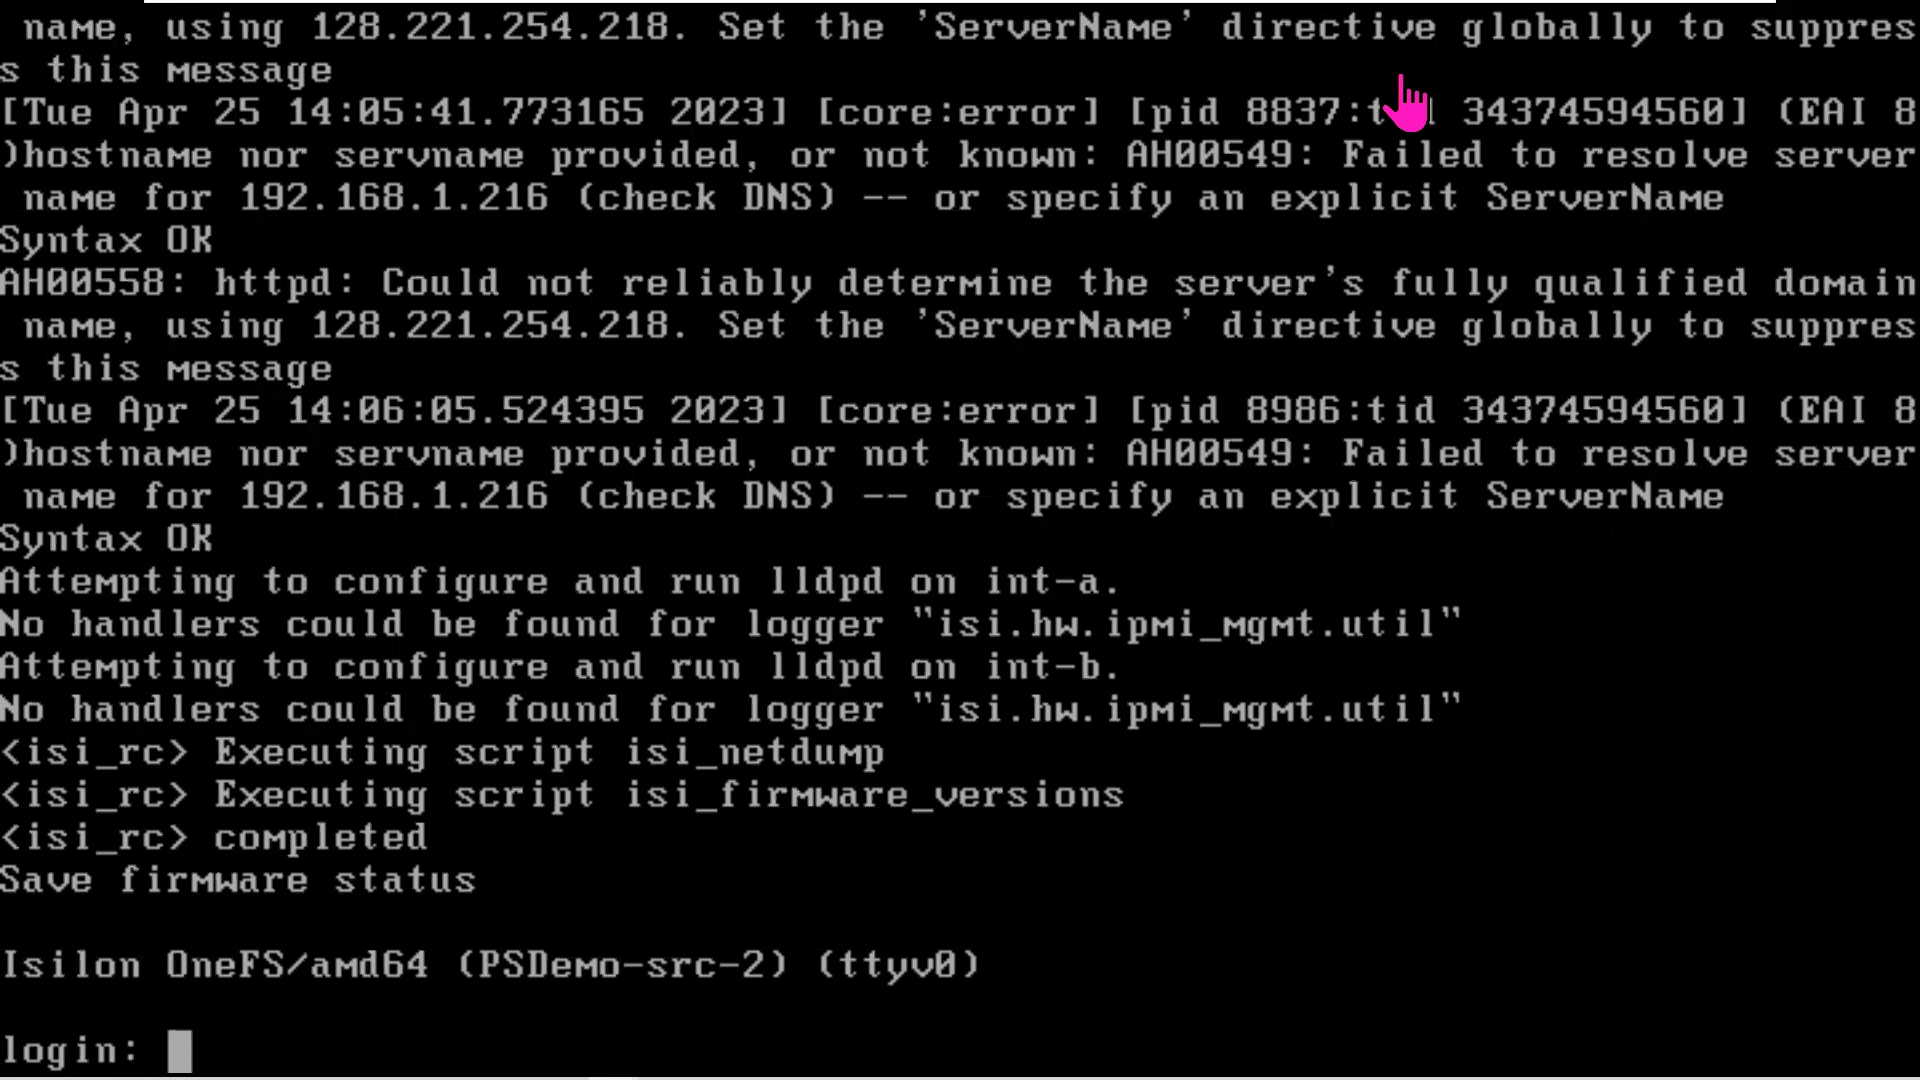 name, using 128.221.254.218. Set the 'ServerName' directive globally to suppres
s this message
[Tue Apr 25 14:05:41.773165 2023] [core:error] [pid 8837:tid 34374594560] (EAI 8
)hostname nor servname provided, or not known: AH00549: Failed to resolve server
 name for 192.168.1.216 (check DNS) -- or specify an explicit ServerName
Syntax OK
AH00558: httpd: Could not reliably determine the server's fully qualified domain
 name, using 128.221.254.218. Set the 'ServerName' directive globally to suppres
s this message
[Tue Apr 25 14:06:05.524395 2023] [core:error] [pid 8986:tid 34374594560] (EAI 8
)hostname nor servname provided, or not known: AH00549: Failed to resolve server
 name for 192.168.1.216 (check DNS) -- or specify an explicit ServerName
Syntax OK
Attempting to configure and run lldpd on int-a.
No handlers could be found for logger "isi.hw.ipmi_mgmt.util"
Attempting to configure and run lldpd on int-b.
No handlers could be found for logger "isi.hw.ipmi_mgmt.util"
<isi_rc> Executing script isi_netdump
<isi_rc> Executing script isi_firmware_versions
<isi_rc> completed
Save firmware status
Isilon OneFS/amd64 (PSDemo-src-2) (ttyv0)
login: